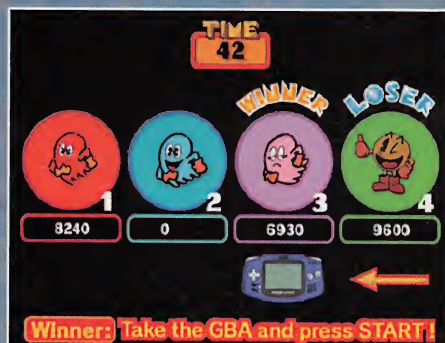 TIME
42
WINNER LOSER
1 2 3 4
8240 0 6930 9600
Winner: Take the GBA and press START!